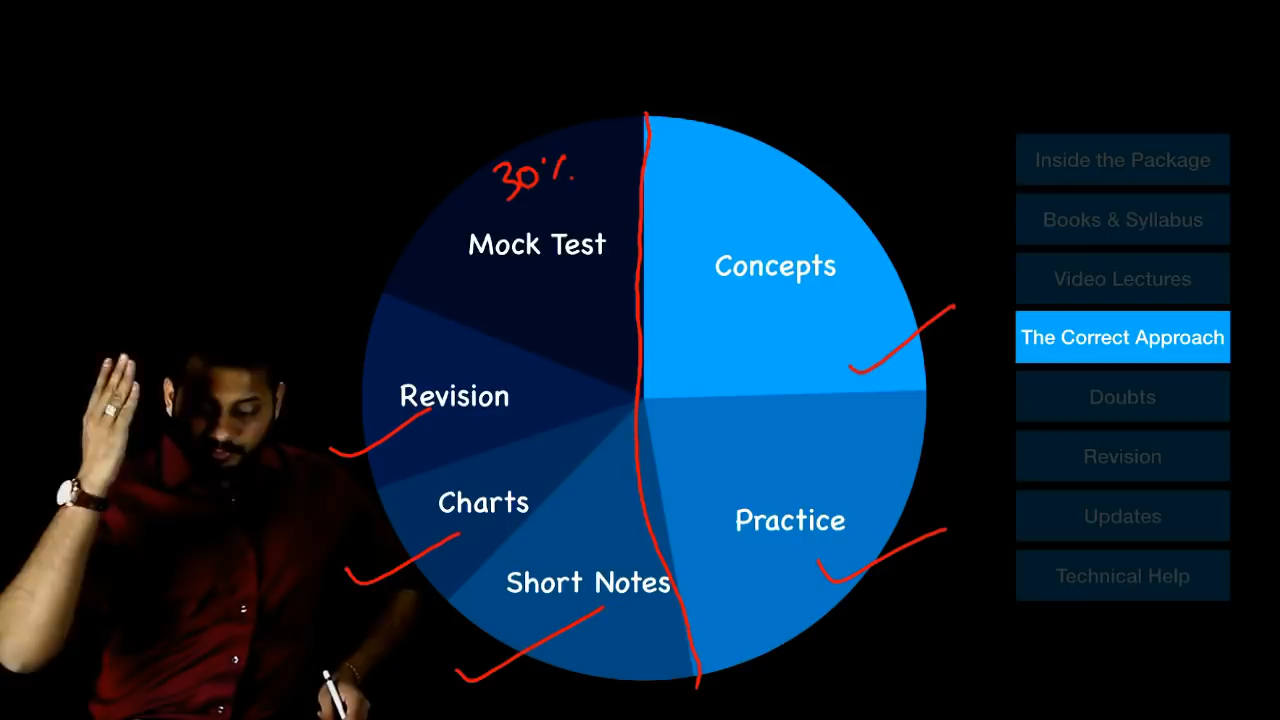 30%
Mock Test
Concepts
Revision
Charts
Practice
Short Notes
Inside the Package
Books & Syllabus
Video Lectures
The Correct Approach
Doubts
Revision
Updates
Technical Help